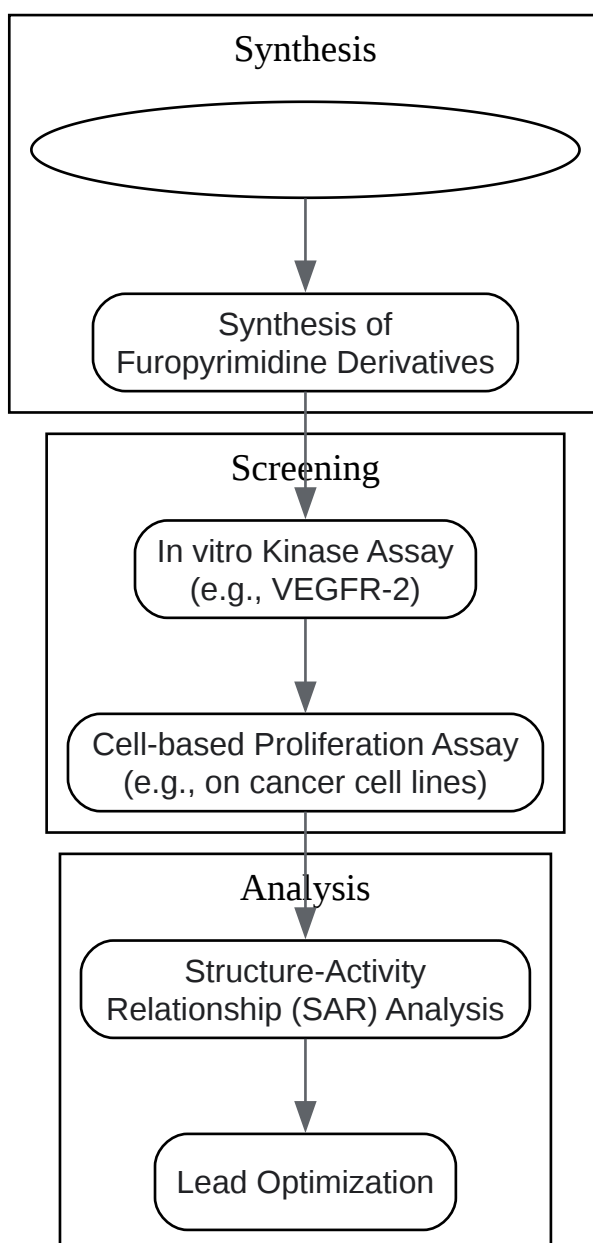 Synthesis
Synthesis of
Furopyrimidine Derivatives
Screening
In vitro Kinase Assay
(e.g., VEGFR-2)
Cell-based Proliferation Assay
(e.g., on cancer cell lines)
Analysis
Structure-Activity
Relationship (SAR) Analysis
Lead Optimization